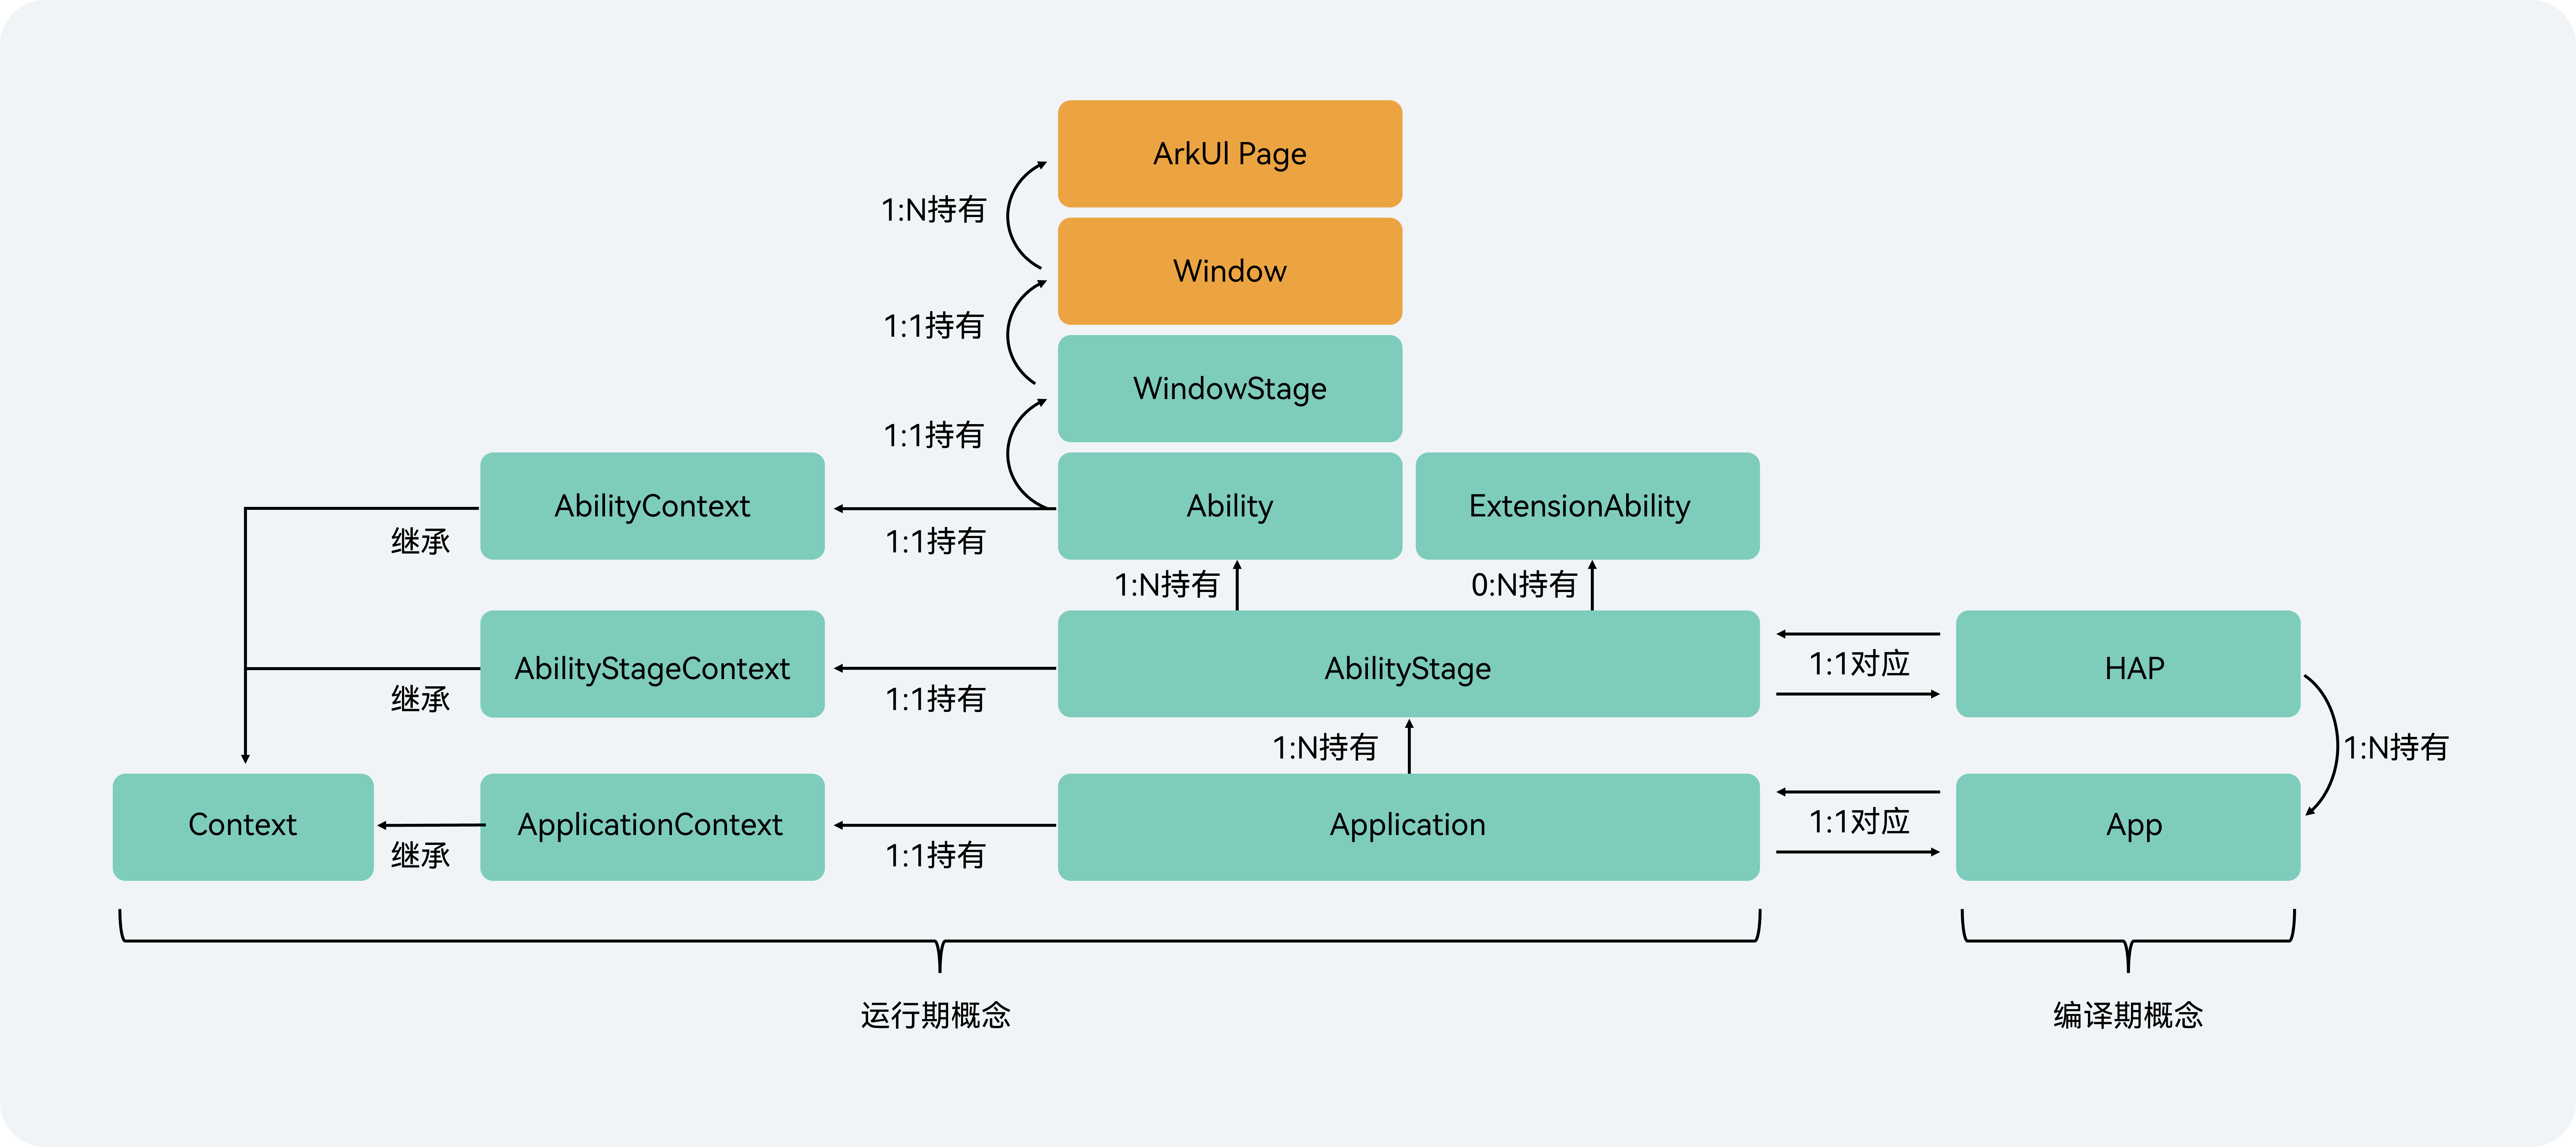 ArkUI Page
1:N持有
Window
1:1持有
WindowStage
1:1持有
AbilityContext
Ability
ExtensionAbility
继承
1:1持有
1:N持有
0:N持有
AbilityStageContext
AbilityStage
1:1对应
HAP
继承
1:1持有
1:N持有
1:N持有
Context
ApplicationContext
Application
1:1对应
App
继承
1:1持有
运行期概念
编译期概念